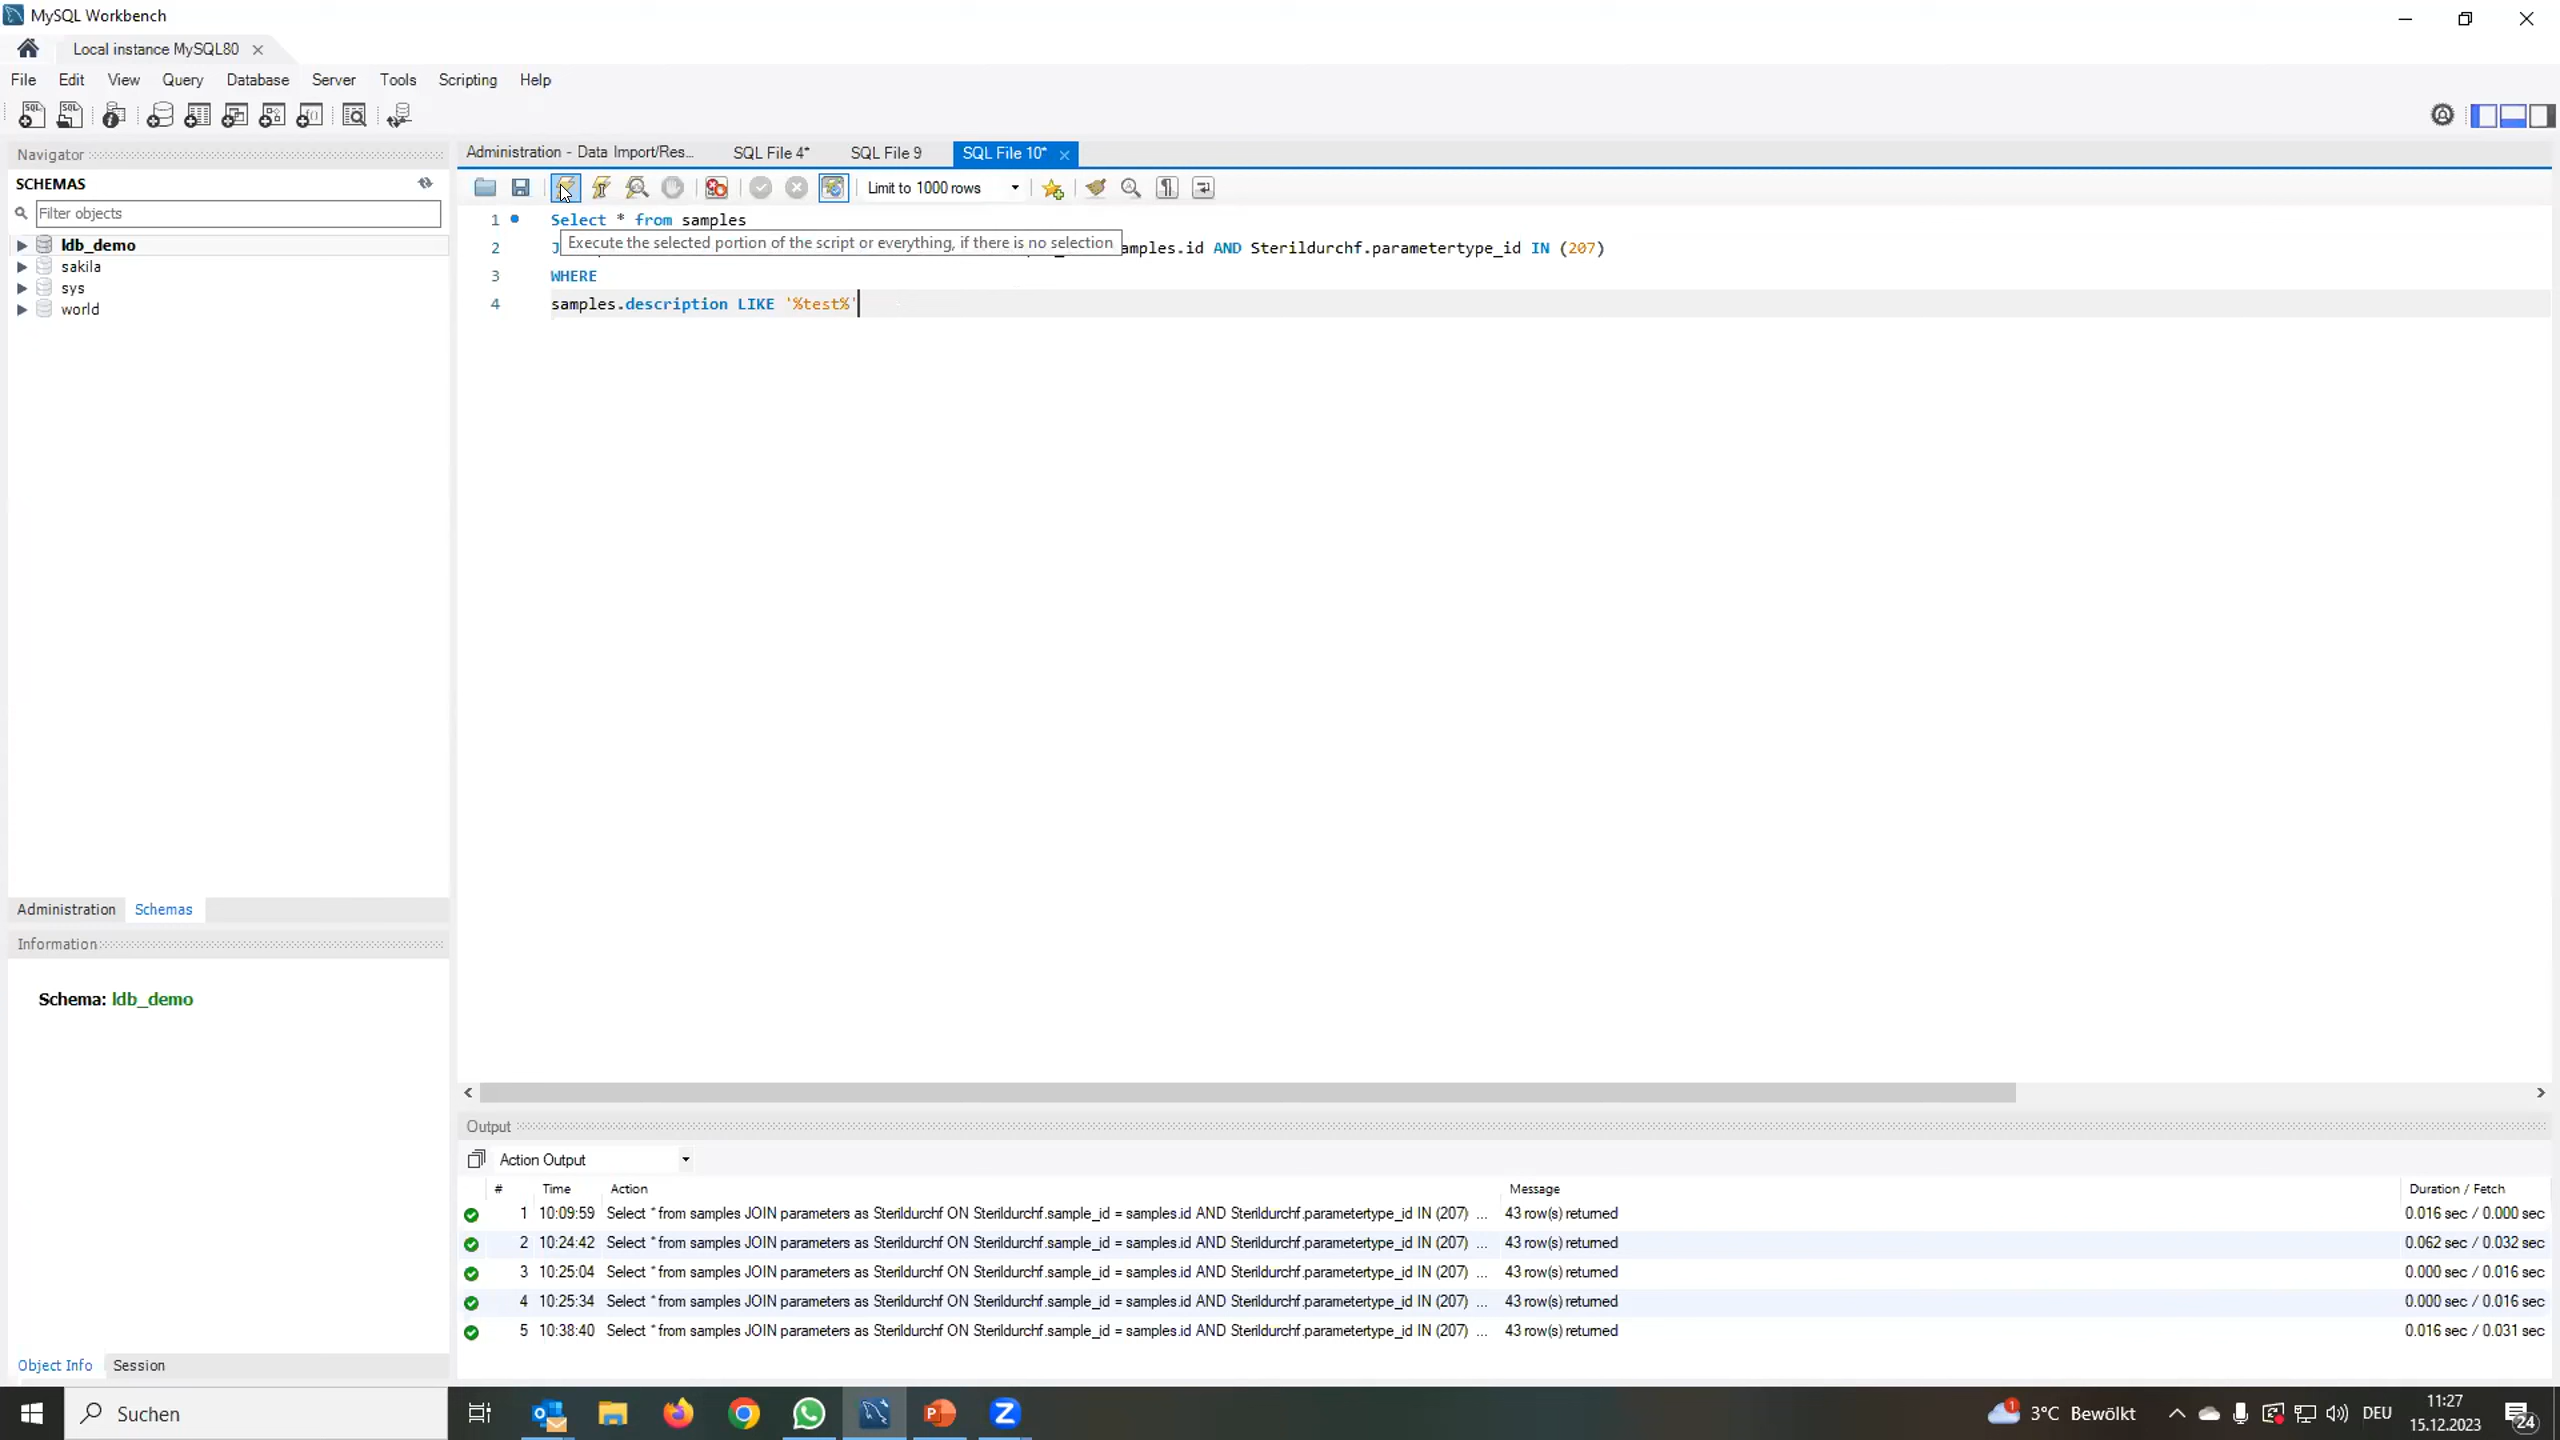 MySQL Workbench
Local instance MySQL80
File Edit View Query Database Server Tools Scripting Help
Navigator
SCHEMAS
Filter objects
ldb_demo
sakila
sys
world
Administration Schemas
Information
Schema: ldb_demo
Object Info Session
Administration - Data Import/Res... SQL File 4* SQL File 9 SQL File 10*
Limit to 1000 rows
1 Select * from samples
Execute the selected portion of the script or everything, if there is no selection
2 J amples.id AND Sterildurchf.parametertype_id IN (207)
3 WHERE
4 samples.description LIKE '%test%'
Output
Action Output
# Time Action Message Duration / Fetch
1 10:09:59 Select * from samples JOIN parameters as Sterildurchf ON Sterildurchf.sample_id = samples.id AND Sterildurchf.parametertype_id IN (207) ... 43 row(s) returned 0.016 sec / 0.000 sec
2 10:24:42 Select * from samples JOIN parameters as Sterildurchf ON Sterildurchf.sample_id = samples.id AND Sterildurchf.parametertype_id IN (207) ... 43 row(s) returned 0.062 sec / 0.032 sec
3 10:25:04 Select * from samples JOIN parameters as Sterildurchf ON Sterildurchf.sample_id = samples.id AND Sterildurchf.parametertype_id IN (207) ... 43 row(s) returned 0.000 sec / 0.016 sec
4 10:25:34 Select * from samples JOIN parameters as Sterildurchf ON Sterildurchf.sample_id = samples.id AND Sterildurchf.parametertype_id IN (207) ... 43 row(s) returned 0.000 sec / 0.016 sec
5 10:38:40 Select * from samples JOIN parameters as Sterildurchf ON Sterildurchf.sample_id = samples.id AND Sterildurchf.parametertype_id IN (207) ... 43 row(s) returned 0.016 sec / 0.031 sec
Suchen
1 3°C Bewölkt
DEU
11:27
15.12.2023
24